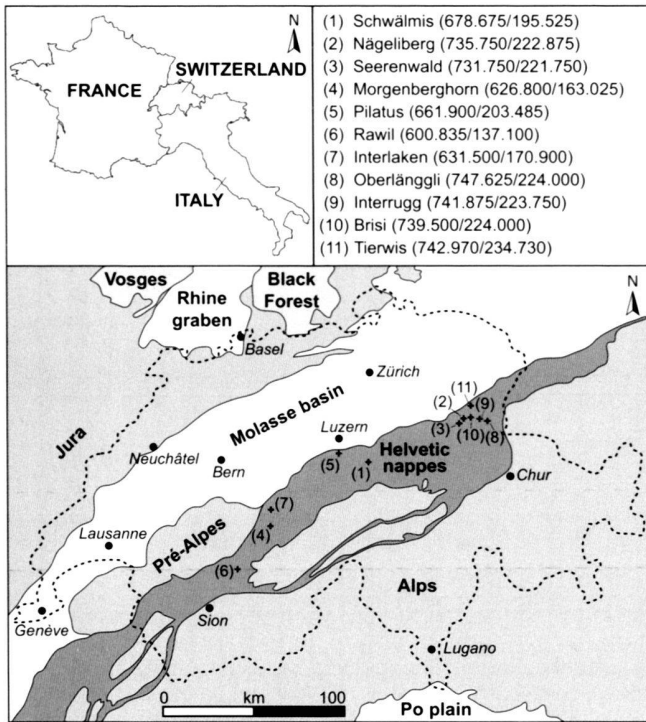 N
SWITZERLAND
FRANCE
ITALY
(1) Schwälmis (678.675/195.525)
(2) Nägeliberg (735.750/222.875)
(3) Seerenwald (731.750/221.750)
(4) Morgenberghorn (626.800/163.025)
(5) Pilatus (661.900/203.485)
(6) Rawil (600.835/137.100)
(7) Interlaken (631.500/170.900)
(8) Oberlänggli (747.625/224.000)
(9) Interrugg (741.875/223.750)
(10) Brisi (739.500/224.000)
(11) Tierwis (742.970/234.730)
Vosges
Rhine
graben
Black
Forest
N
Basel
Zürich
Molasse basin
Jura
(11)
(2)
(9)
(3)
(10)
(8)
Luzern
Neuchâtel
Bern
(5)
(1)
Helvetic
nappes
Chur
(7)
(4)
Lausanne
Pré-Alpes
(6)
Alps
Genève
Sion
Lugano
0
km
100
Po plain